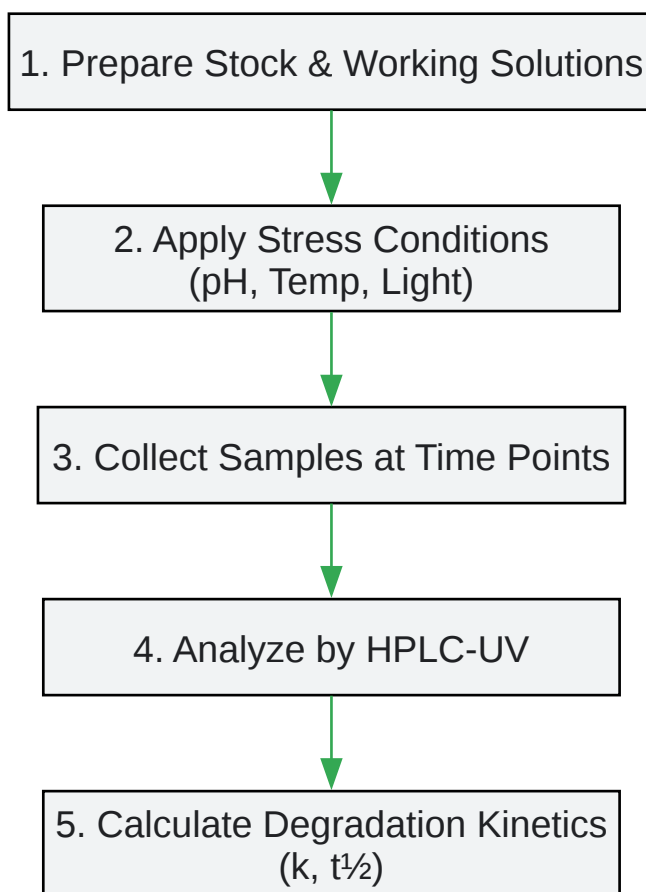 1. Prepare Stock & Working Solutions
2. Apply Stress Conditions
(pH, Temp, Light)
3. Collect Samples at Time Points
4. Analyze by HPLC-UV
5. Calculate Degradation Kinetics
(k, t½)